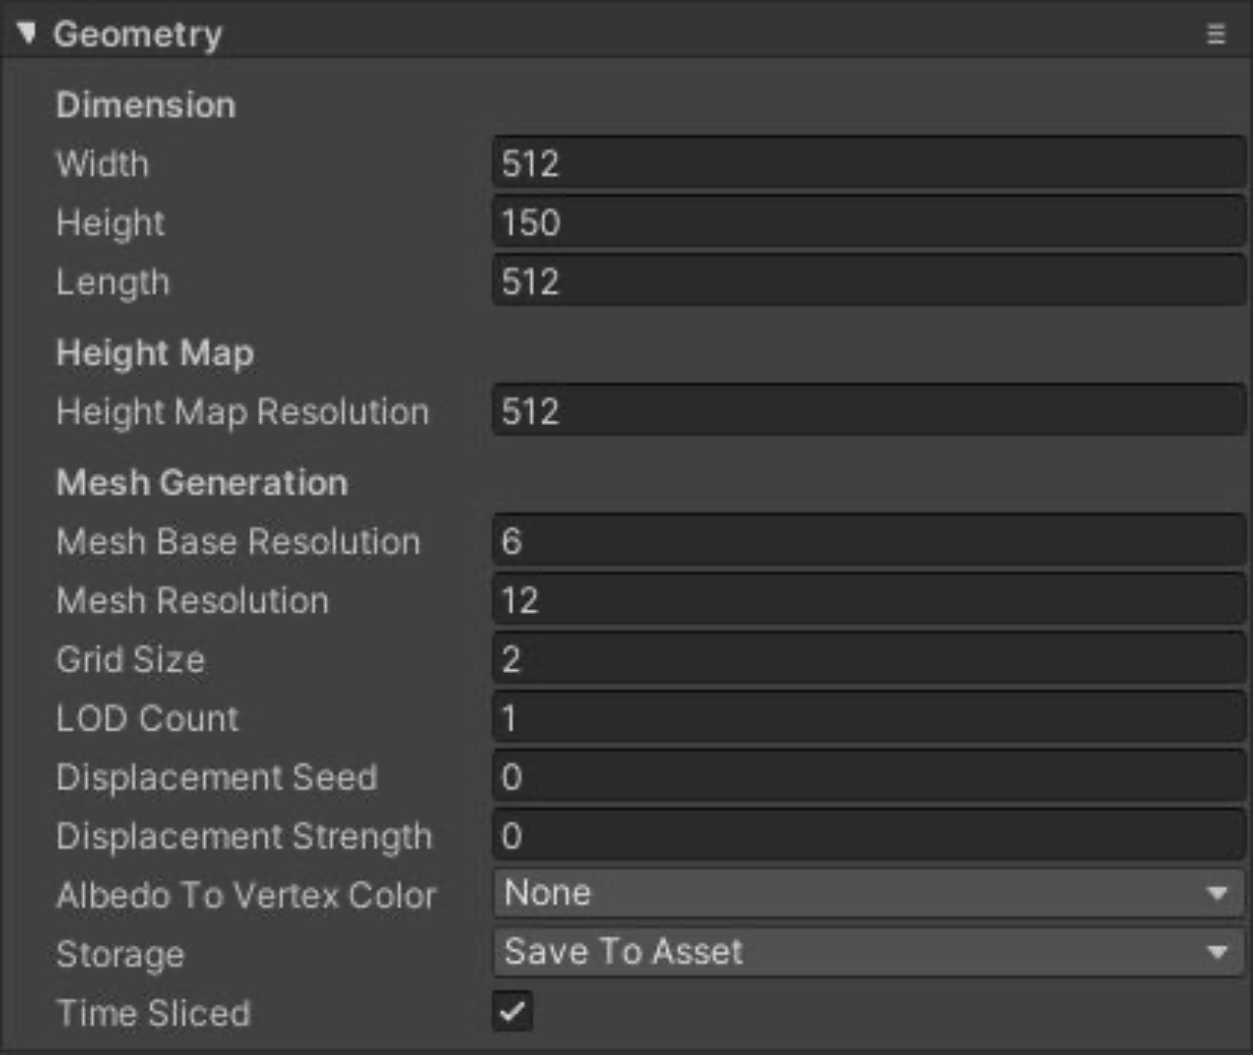 Geometry
Dimension
Width 512
Height 150
Length 512
Height Map
Height Map Resolution 512
Mesh Generation
Mesh Base Resolution 6
Mesh Resolution 12
Grid Size 2
LOD Count 1
Displacement Seed 0
Displacement Strength 0
Albedo To Vertex Color None
Storage Save To Asset
Time Sliced